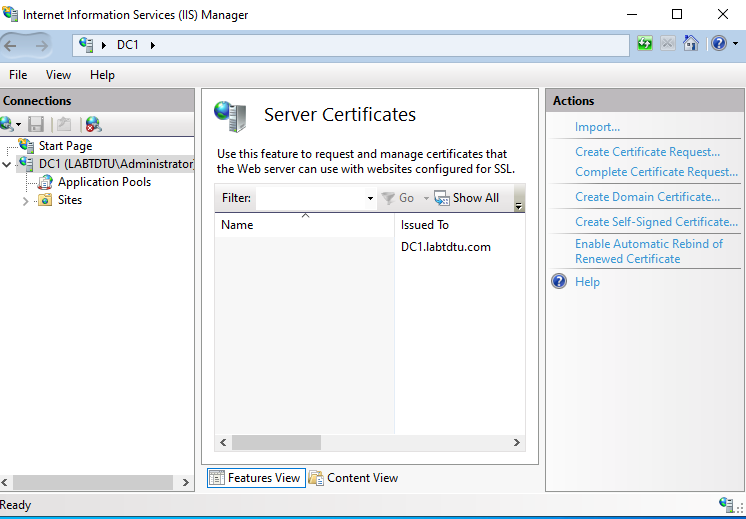 Internet Information Services (IIS) Manager
DC1
File View Help
Connections
Start Page
DC1 (LABTDTU\Administrator
Application Pools
Sites
Server Certificates
Use this feature to request and manage certificates that
the Web server can use with websites configured for SSL.
Filter: Go Show All
Name Issued To
DC1.labtdtu.com
Features View Content View
Actions
Import...
Create Certificate Request...
Complete Certificate Request...
Create Domain Certificate...
Create Self-Signed Certificate...
Enable Automatic Rebind of
Renewed Certificate
Help
Ready